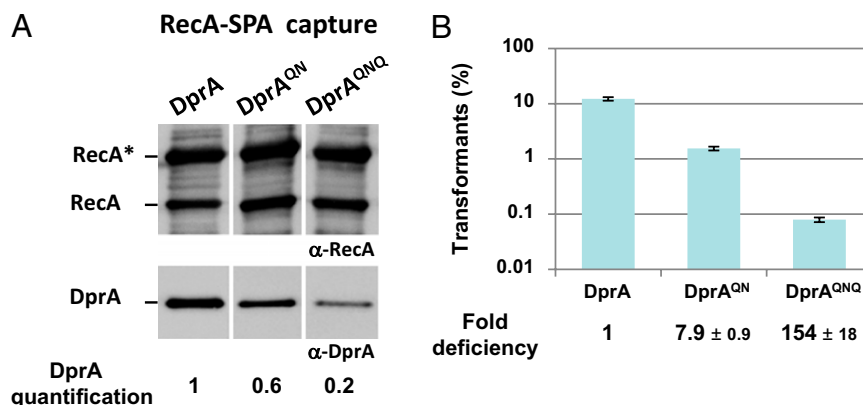 A
RecA-SPA capture
DprA DprA^QN DprA^QNQ
RecA*
RecA
α-RecA
DprA
α-DprA
DprA quantification 1 0.6 0.2
B
Transformants (%)
100
10
1
0.1
0.01
DprA DprA^QN DprA^QNQ
Fold deficiency 1 7.9 ± 0.9 154 ± 18